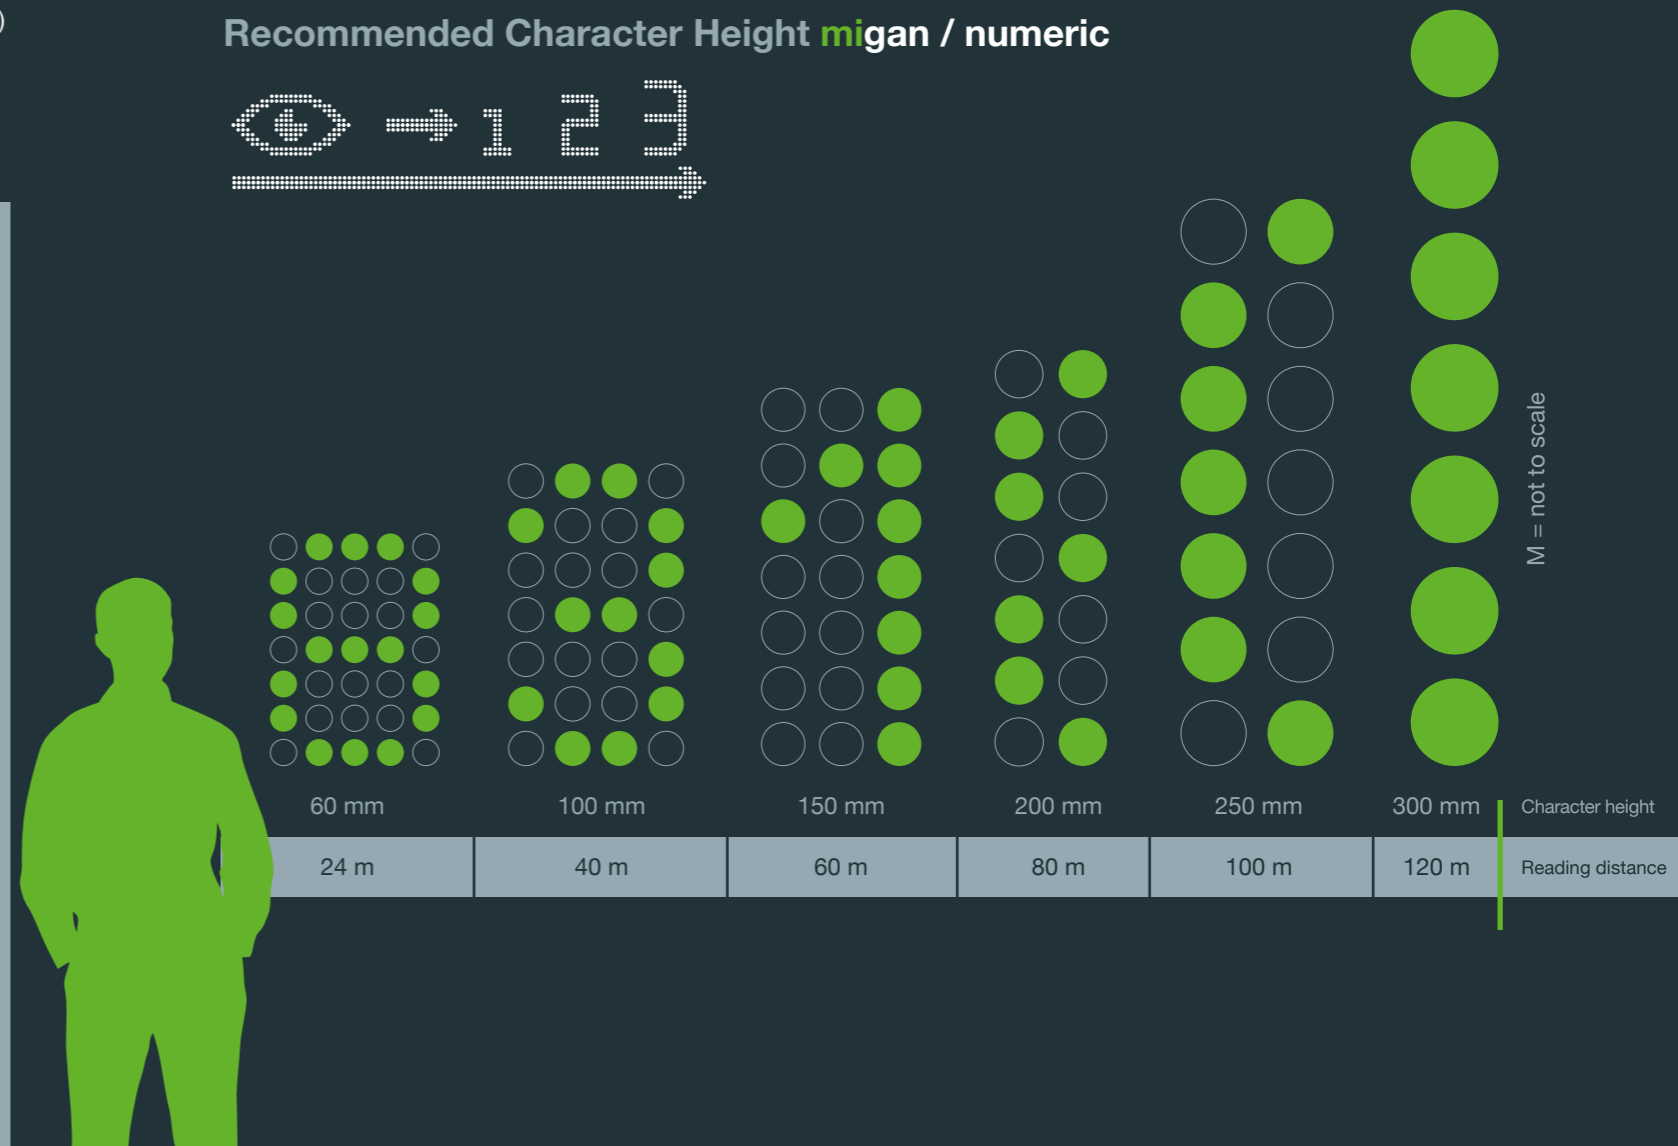 )
Recommended Character Height migan / numeric
1 2 3
M = not to scale
60 mm 100 mm 150 mm 200 mm 250 mm 300 mm Character height
24 m 40 m 60 m 80 m 100 m 120 m Reading distance